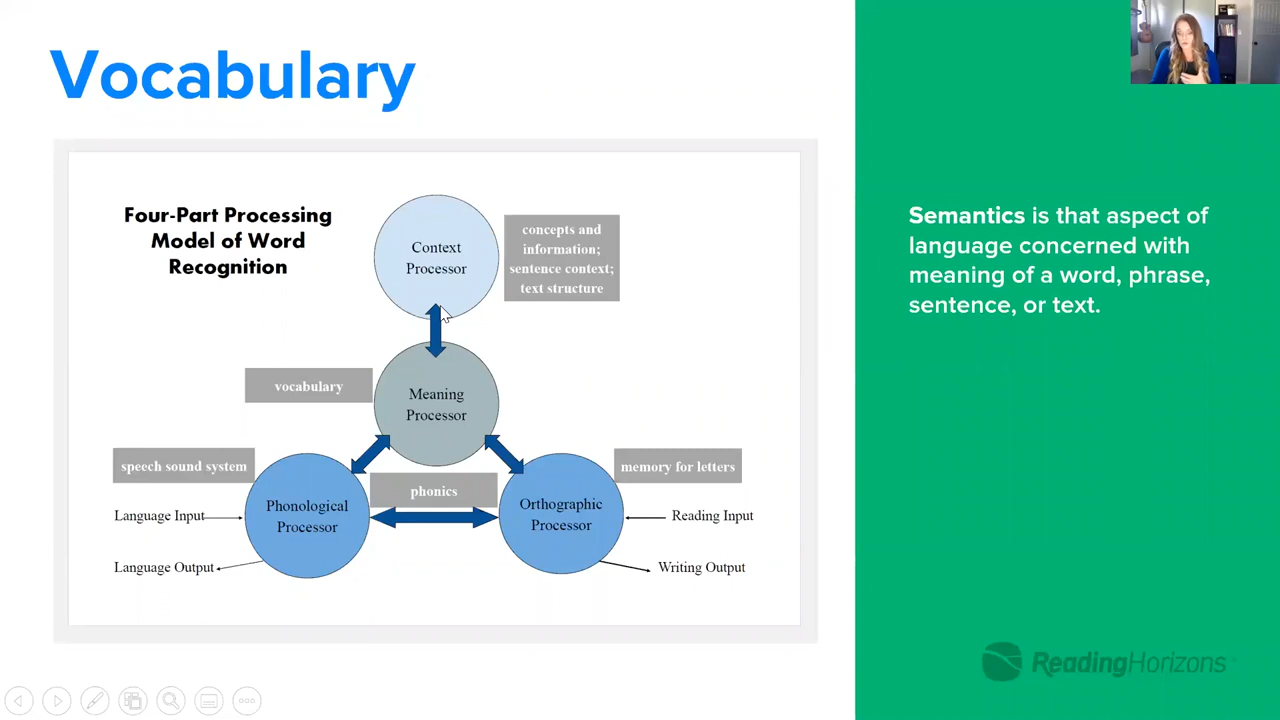 Vocabulary
Four-Part Processing
Model of Word
Recognition
Context
Processor
concepts and
information;
sentence context;
text structure
vocabulary
Meaning
Processor
speech sound system
memory for letters
phonics
Phonological
Processor
Orthographic
Processor
Language Input
Reading Input
Language Output
Writing Output
Semantics is that aspect of
language concerned with
meaning of a word, phrase,
sentence, or text.
ReadingHorizons